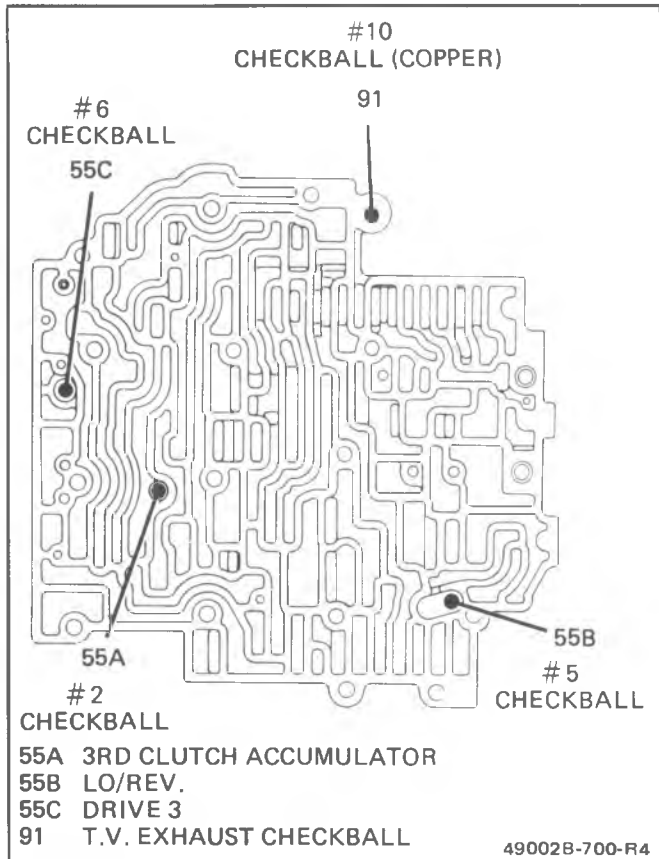 #10
CHECKBALL (COPPER)
91
#6
CHECKBALL
55C
55A
55B
#2
CHECKBALL
#5
CHECKBALL
55A 3RD CLUTCH ACCUMULATOR
55B LO/REV.
55C DRIVE 3
91 T.V. EXHAUST CHECKBALL
49002B-700-R4